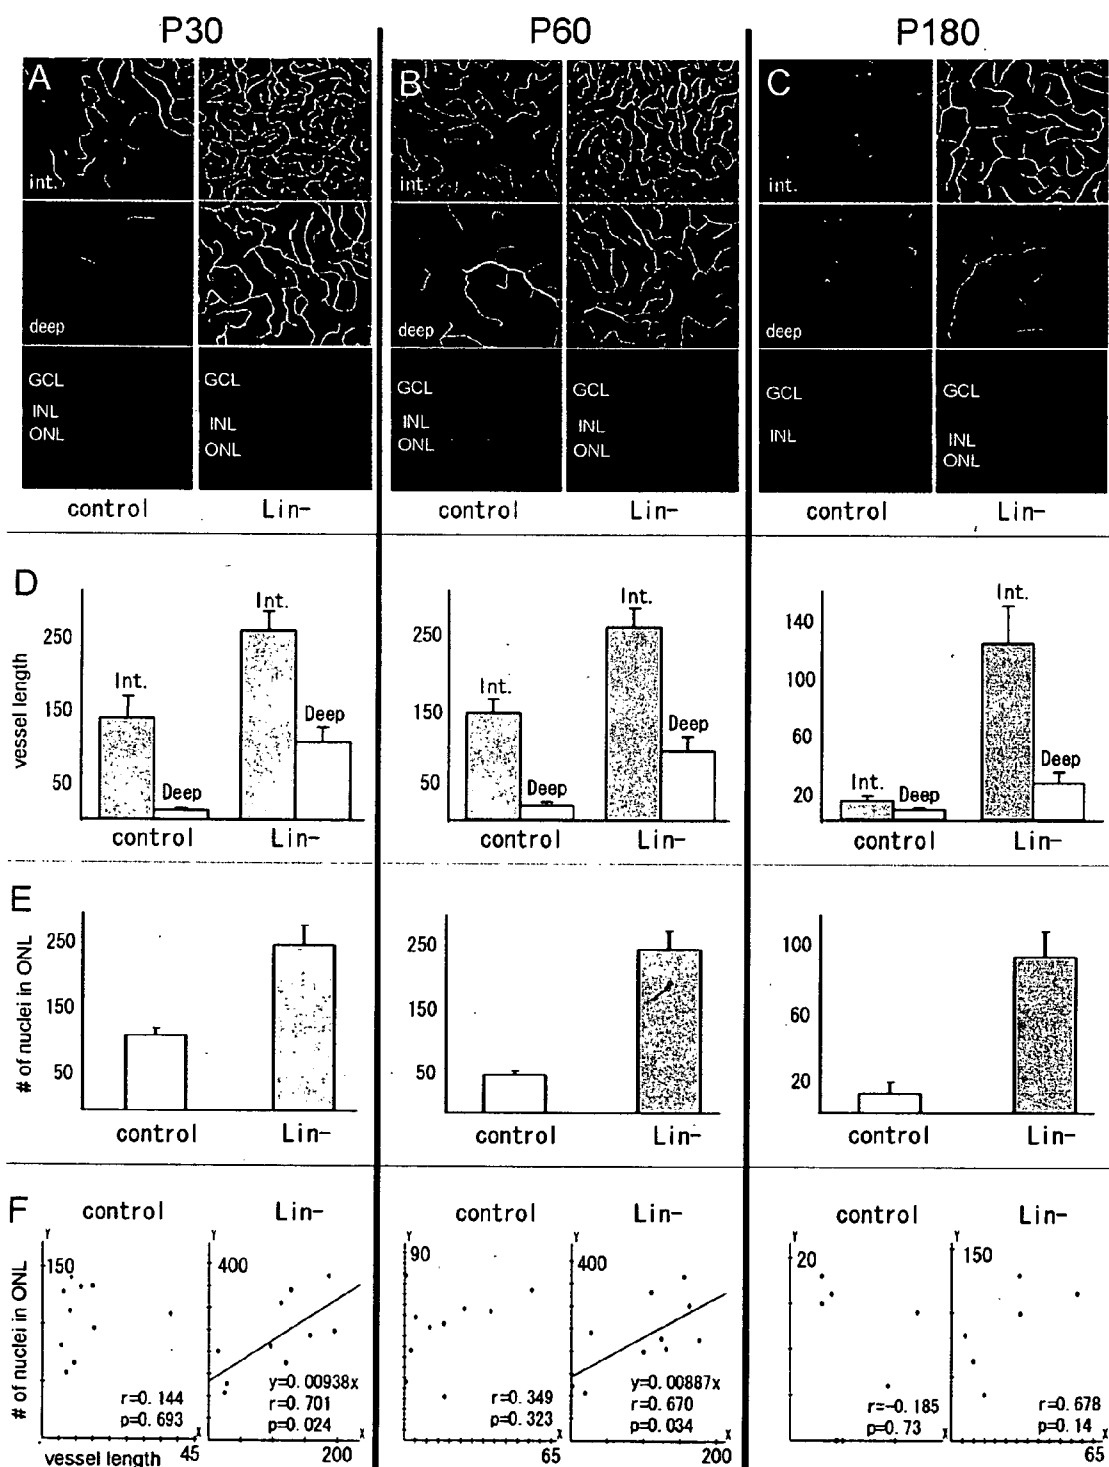 P30 P60 P180
A B C
int. int. int.
deep deep deep
GCL GCL GCL GCL GCL GCL
INL INL INL INL INL INL
ONL ONL ONL ONL ONL
control Lin- control Lin- control Lin-
D
vessel length
250 150 50
Int. Deep Int. Deep
control Lin-
250 150 50
Int. Deep Int. Deep
control Lin-
140 100 60 20
Int. Deep Int. Deep
control Lin-
E
# of nuclei in ONL
250 150 50
control Lin-
250 150 50
control Lin-
100 60 20
control Lin-
F
control Lin- control Lin- control Lin-
# of nuclei in ONL
Y
150
r=0.144
p=0.693
X
45
vessel length
Y
400
y=0.00938x
r=0.701
p=0.024
X
200
Y
90
r=0.349
p=0.323
X
65
Y
400
y=0.00887x
r=0.670
p=0.034
X
200
Y
20
r=-0.185
p=0.73
X
Y
150
r=0.678
p=0.14
X
65